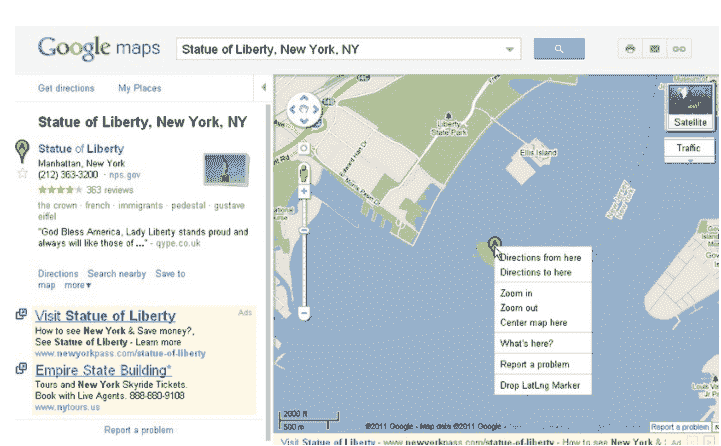 Google maps
Statue of Liberty, New York, NY
Get directions
My Places
Statue of Liberty, New York, NY
Statue of Liberty
Manhattan, New York
(212) 363-3200 - nps.gov
363 reviews
the crown · french · immigrants · pedestal · gustave
eiffel
"God Bless America, Lady Liberty stands proud and
always will like those of ..." - qype.co.uk
Directions Search nearby Save to
map more▼
Visit Statue of Liberty
Ads
How to see New York & Save money?,
See Statue of Liberty - Learn more
www.newyorkpass.com/statue-of-liberty
Empire State Building*
Tours and New York Skyride Tickets.
Book with Live Agents. 888-880-9108
www.nytours.us
Report a problem
Liberty
State Park
Ellis Island
Satellite
Traffic
A
A
Directions from here
Directions to here
Zoom in
Zoom out
Center map here
What's here?
Report a problem
Drop LatLng Marker
2000 ft
500 m
©2011 Google - Map data ©2011 Google -
Report a problem
Visit Statue of Liberty - www.newyorkpass.com/statue-of-liberty - How to see New York &
Ad